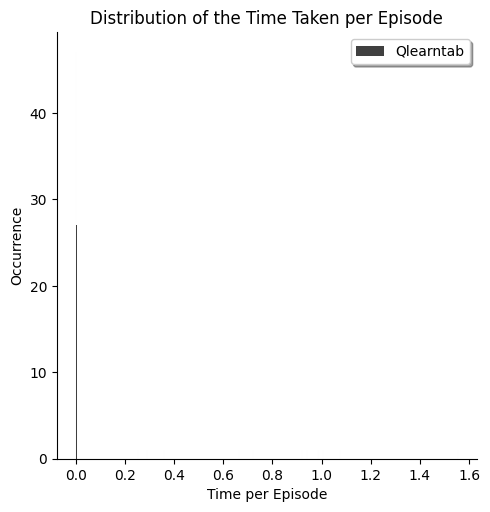 Distribution of the Time Taken per Episode
Qlearntab
40
30
20
10
0
Occurrence
0.0 0.2 0.4 0.6 0.8 1.0 1.2 1.4 1.6
Time per Episode